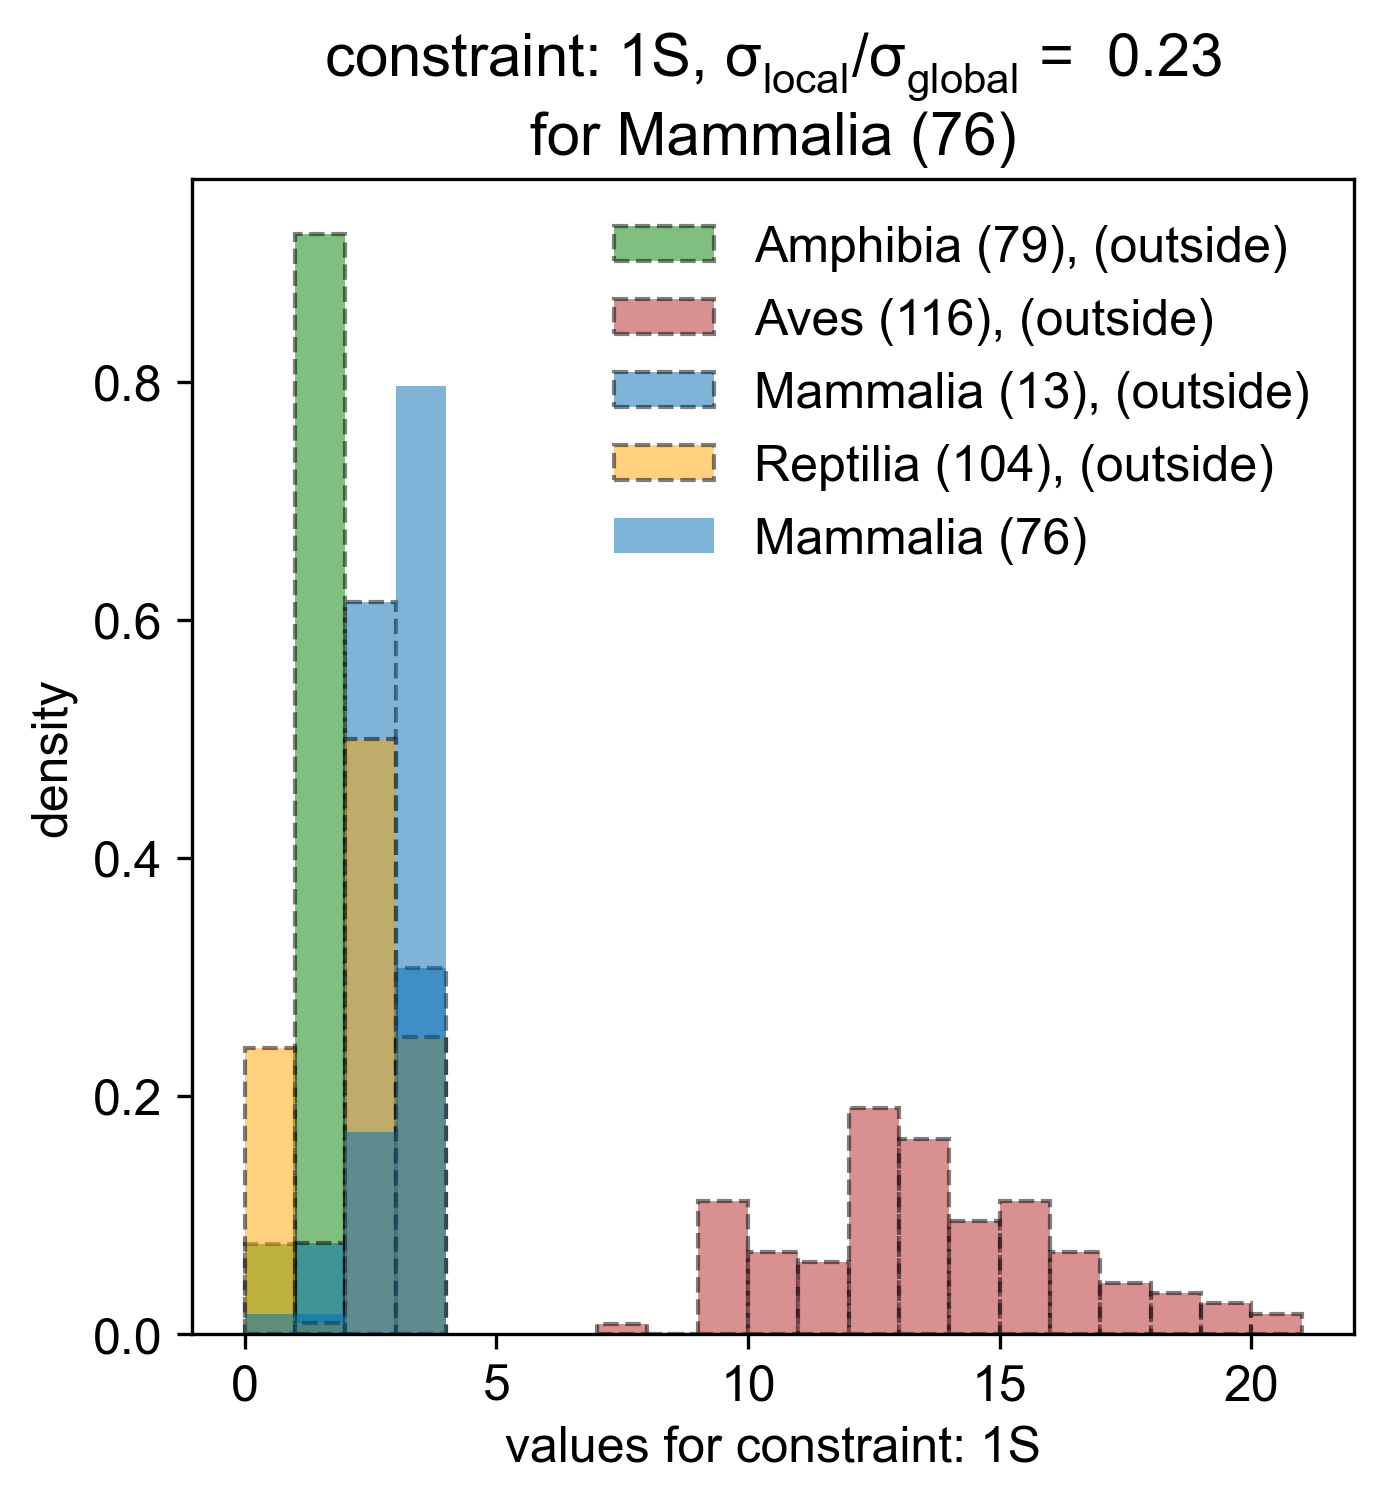 constraint: 1S, σlocal/σglobal = 0.23
for Mammalia (76)
Amphibia (79), (outside)
Aves (116), (outside)
Mammalia (13), (outside)
Reptilia (104), (outside)
Mammalia (76)
density
0.8
0.6
0.4
0.2
0.0
0 5 10 15 20
values for constraint: 1S